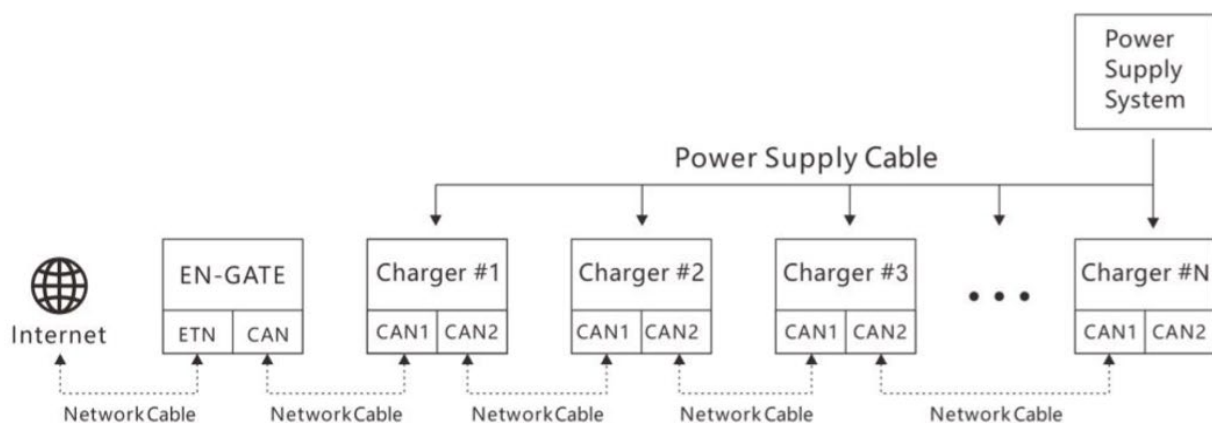 Power
Supply
System
Power Supply Cable
Internet
EN-GATE
ETN CAN
Charger #1
CAN1 CAN2
Charger #2
CAN1 CAN2
Charger #3
CAN1 CAN2
Charger #N
CAN1 CAN2
Network Cable
Network Cable
Network Cable
Network Cable
Network Cable